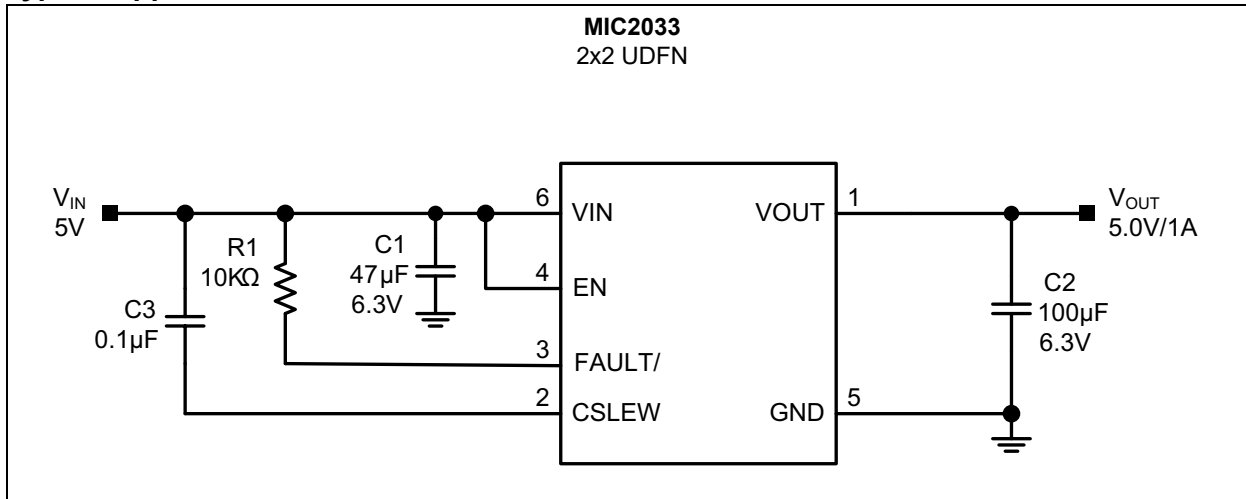 MIC2033
2x2 UDFN
VIN
5V
C3
0.1µF
R1
10KΩ
C1
47µF
6.3V
6
VIN
4
EN
3
FAULT/
2
CSLEW
VOUT
1
GND
5
VOUT
5.0V/1A
C2
100µF
6.3V